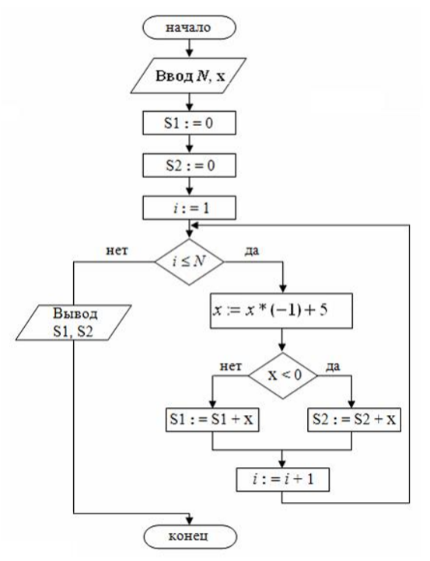 начало
Ввод N, x
S1 : = 0
S2 : = 0
i : = 1
нет
i ≤ N
да
x := x * (−1) + 5
Вывод
S1, S2
нет
x < 0
да
S1 : = S1 + x
S2 : = S2 + x
i : = i + 1
конец